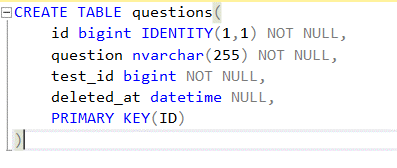 CREATE TABLE questions(
id bigint IDENTITY(1,1) NOT NULL,
question nvarchar(255) NOT NULL,
test_id bigint NOT NULL,
deleted_at datetime NULL,
PRIMARY KEY(ID)
)